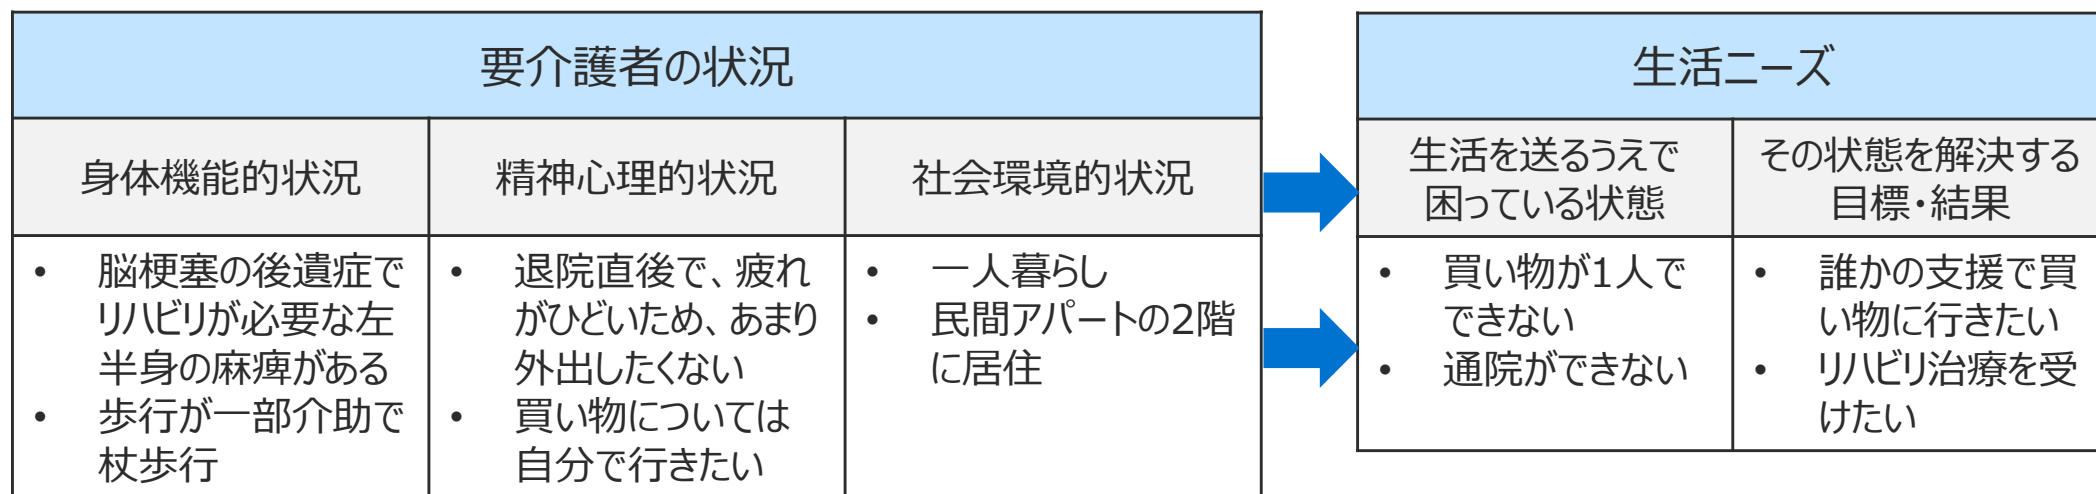 要介護者の状況
身体機能的状況
精神心理的状況
社会環境的状況
• 脳梗塞の後遺症で
リハビリが必要な左
半身の麻痺がある
• 歩行が一部介助で
杖歩行
• 退院直後で、疲れ
がひどいため、あまり
外出したくない
• 買い物については
自分で行きたい
• 一人暮らし
• 民間アパートの2階
に居住
生活ニーズ
生活を送るうえで
困っている状態
その状態を解決する
目標・結果
• 買い物が1人で
できない
• 通院ができない
• 誰かの支援で買
い物に行きたい
• リハビリ治療を受
けたい